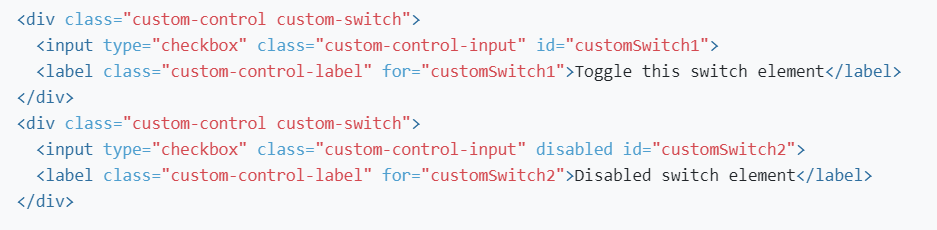 <div class="custom-control custom-switch">
  <input type="checkbox" class="custom-control-input" id="customSwitch1">
  <label class="custom-control-label" for="customSwitch1">Toggle this switch element</label>
</div>
<div class="custom-control custom-switch">
  <input type="checkbox" class="custom-control-input" disabled id="customSwitch2">
  <label class="custom-control-label" for="customSwitch2">Disabled switch element</label>
</div>